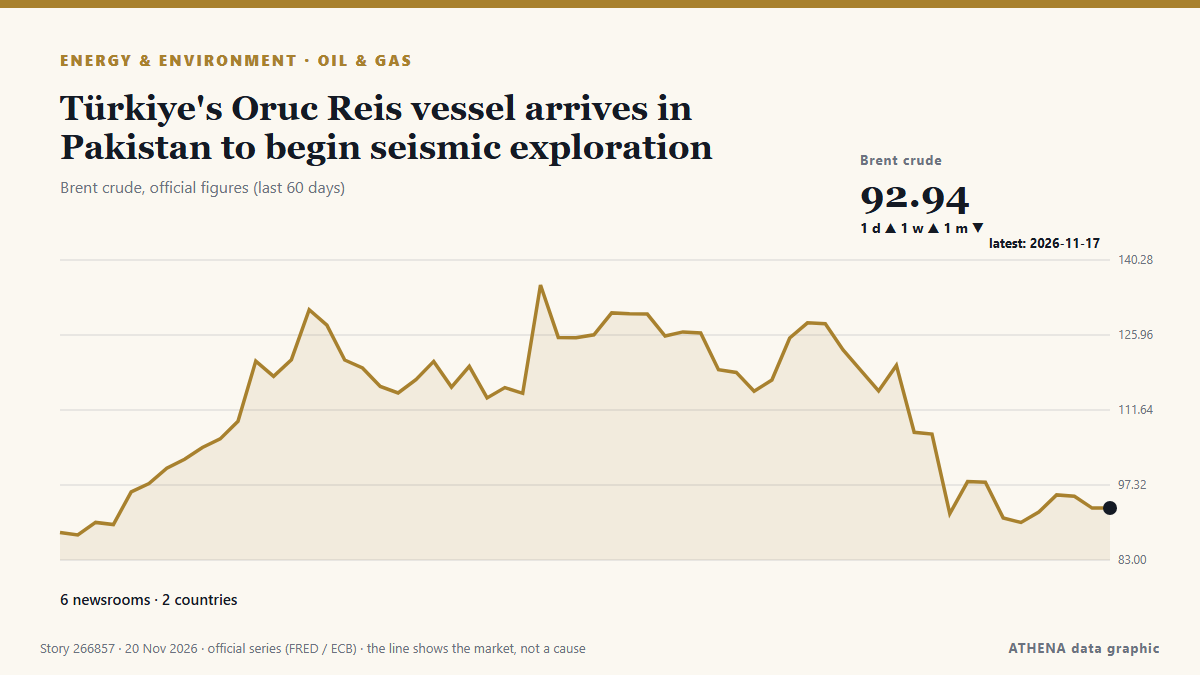 ENERGY & ENVIRONMENT · OIL & GAS
Türkiye's Oruc Reis vessel arrives in
Pakistan to begin seismic exploration
Brent crude, official figures (last 60 days)
Brent crude
92.94
1 d ▲ 1 w ▲ 1 m ▼
latest: 2026-11-17
140.28
125.96
111.64
97.32
83.00
6 newsrooms · 2 countries
Story 266857 · 20 Nov 2026 · official series (FRED / ECB) · the line shows the market, not a cause
ATHENA data graphic